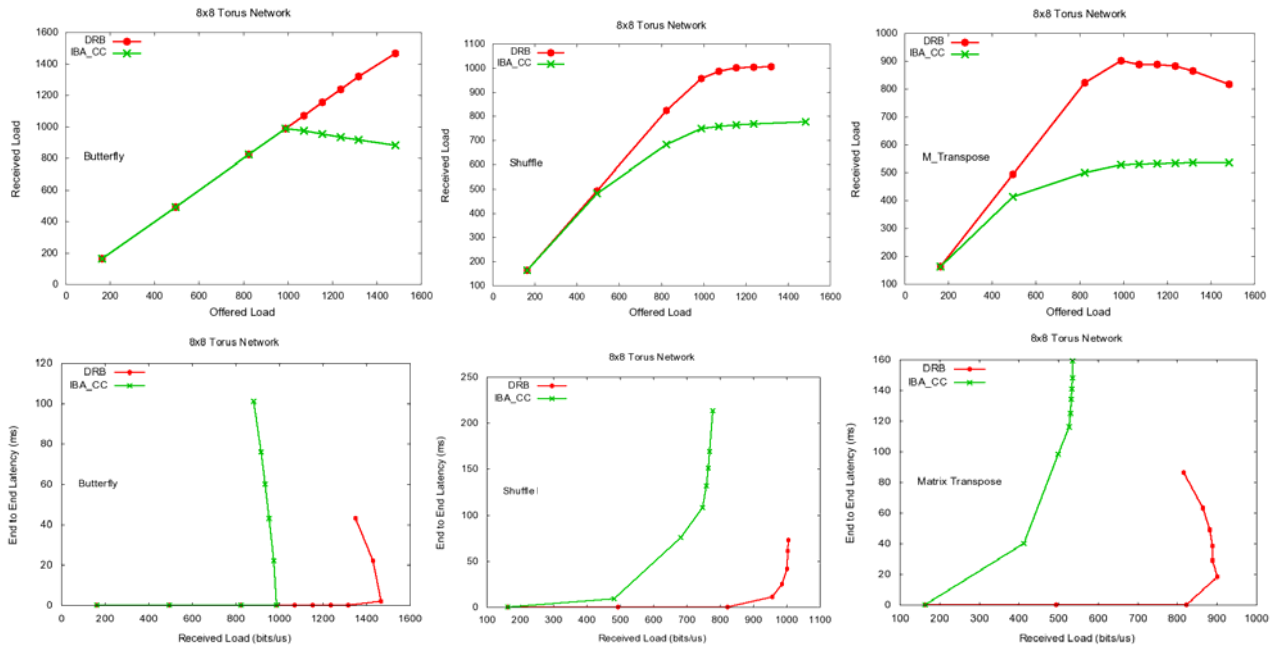 8x8 Torus Network
DRB
IBA_CC
Received Load
1600
1400
1200
1000
800
600
400
200
0
Butterfly
0 200 400 600 800 1000 1200 1400 1600
Offered Load
8x8 Torus Network
DRB
IBA_CC
Received Load
1100
1000
900
800
700
600
500
400
300
200
100
Shuffle
0 200 400 600 800 1000 1200 1400 1600
Offered Load
8x8 Torus Network
DRB
IBA_CC
Received Load
1000
900
800
700
600
500
400
300
200
100
M_Transpose
0 200 400 600 800 1000 1200 1400 1600
Offered Load
8x8 Torus Network
DRB
IBA_CC
End to End Latency (ms)
120
100
80
60
40
20
0
Butterfly
0 200 400 600 800 1000 1200 1400 1600
Received Load (bits/us)
8x8 Torus Network
DRB
IBA_CC
End to End Latency (ms)
250
200
150
100
50
0
Shuffle
100 200 300 400 500 600 700 800 900 1000 1100
Received Load (bits/us)
8x8 Torus Network
DRB
IBA_CC
End to End Latency (ms)
160
140
120
100
80
60
40
20
0
Matrix Transpose
100 200 300 400 500 600 700 800 900 1000
Received Load (bits/us)